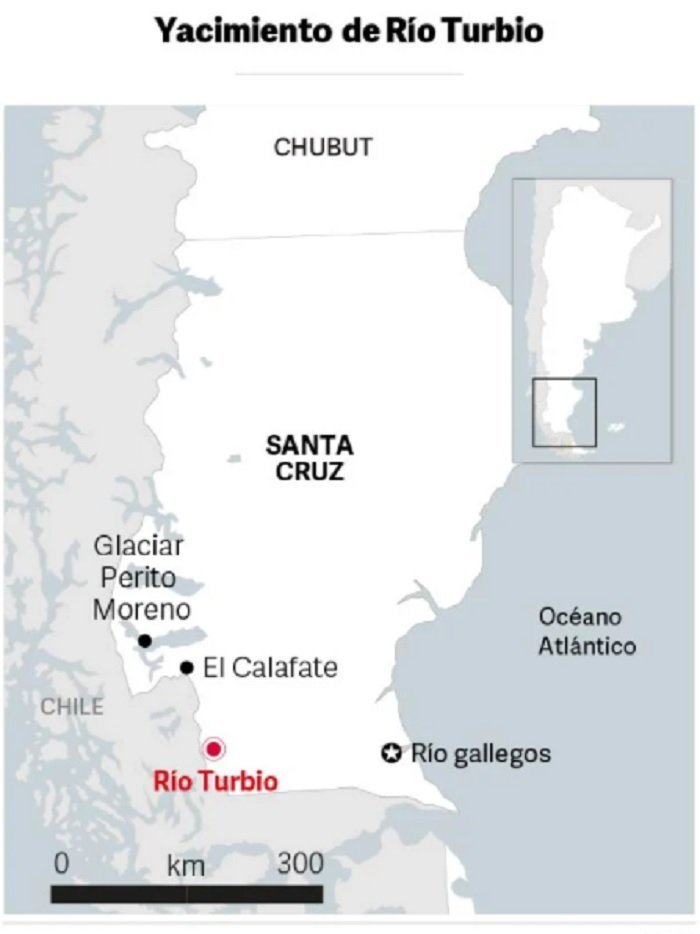 Yacimiento de Río Turbio
CHUBUT
SANTA
CRUZ
Glaciar
Perito
Moreno
El Calafate
Océano
Atlántico
CHILE
Río gallegos
Río Turbio
0 km 300